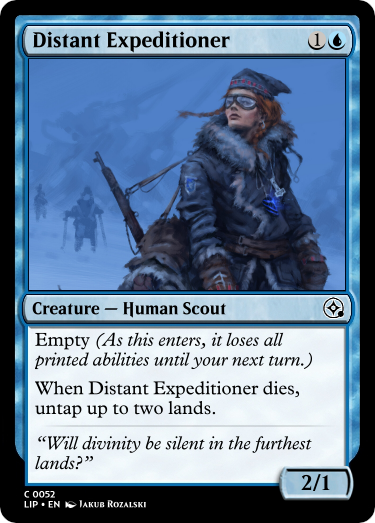 Distant Expeditioner 1
Creature — Human Scout
Empty (As this enters, it loses all
printed abilities until your next turn.)
When Distant Expeditioner dies,
untap up to two lands.
“Will divinity be silent in the furthest
lands?”
2/1
C 0052
LIP • EN Jakub Rozalski